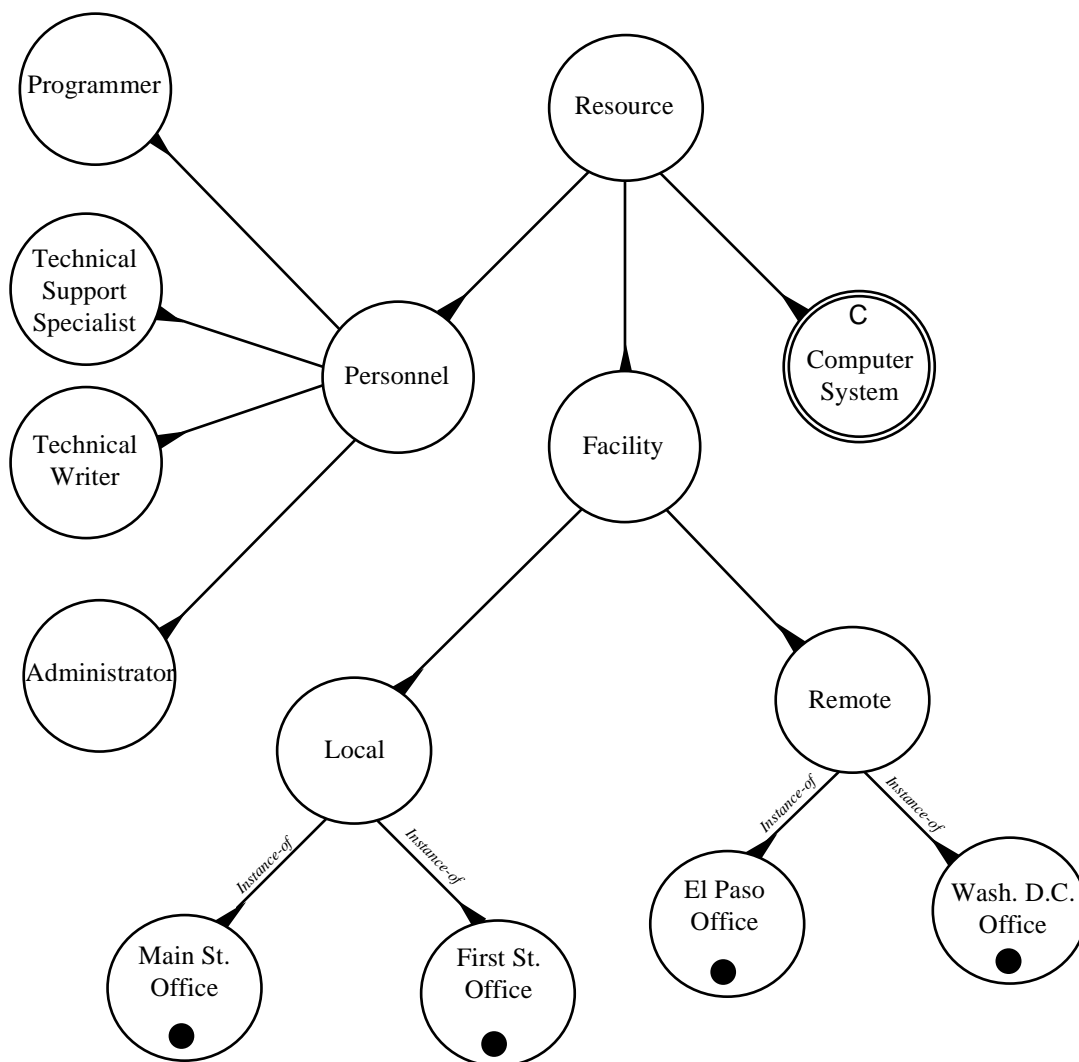 Programmer
Resource
Technical
Support
Specialist
C
Computer
System
Personnel
Technical
Writer
Facility
Administrator
Local
Remote
Instance-of
Instance-of
Instance-of
Instance-of
El Paso
Office
Wash. D.C.
Office
Main St.
Office
First St.
Office